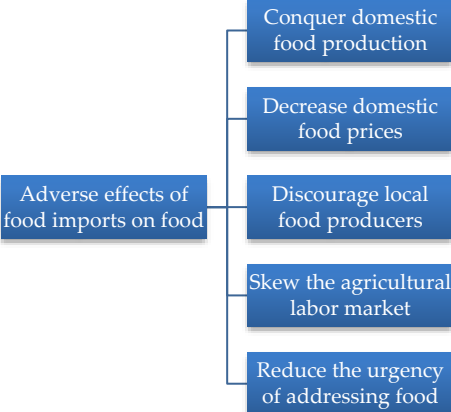 Conquer domestic
food production
Decrease domestic
food prices
Adverse effects of
food imports on food
Discourage local
food producers
Skew the agricultural
labor market
Reduce the urgency
of addressing food